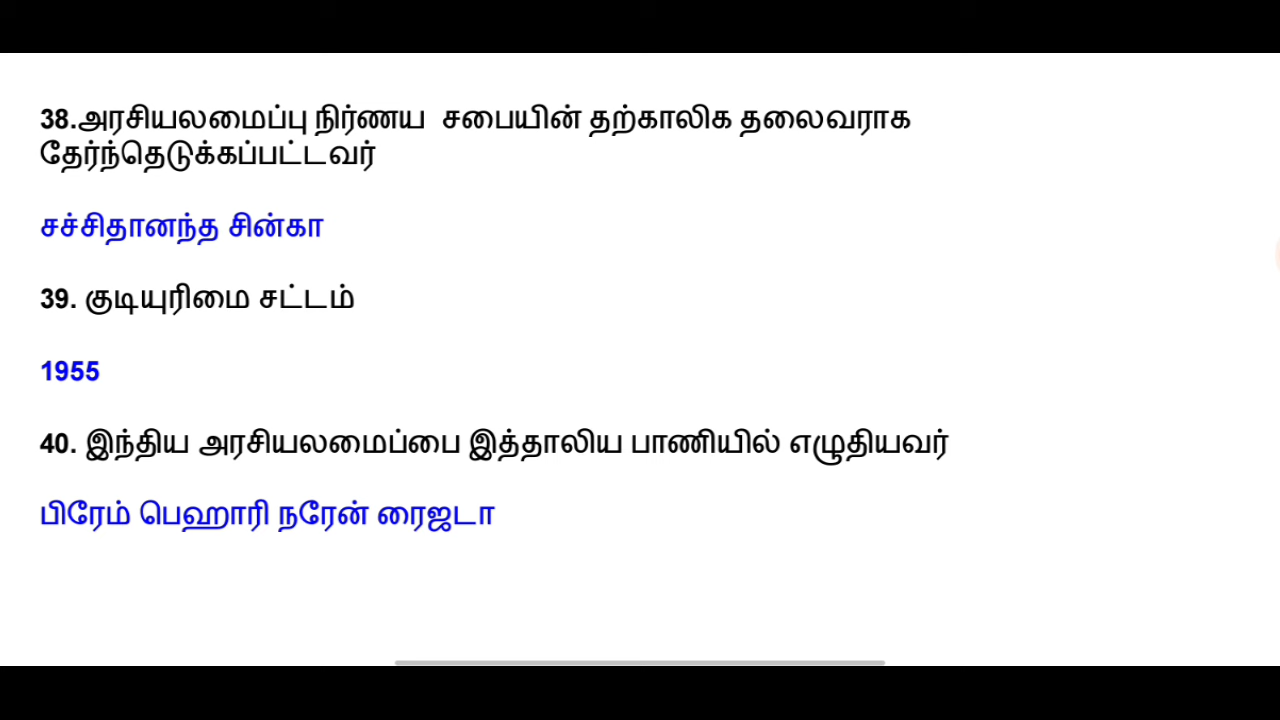 38.அரசியலமைப்பு நிர்ணய சபையின் தற்காலிக தலைவராக
தேர்ந்தெடுக்கப்பட்டவர்
சச்சிதானந்த சின்கா
39. குடியுரிமை சட்டம்
1955
40. இந்திய அரசியலமைப்பை இத்தாலிய பாணியில் எழுதியவர்
பிரேம் பெஹாரி நரேன் ரைஜடா